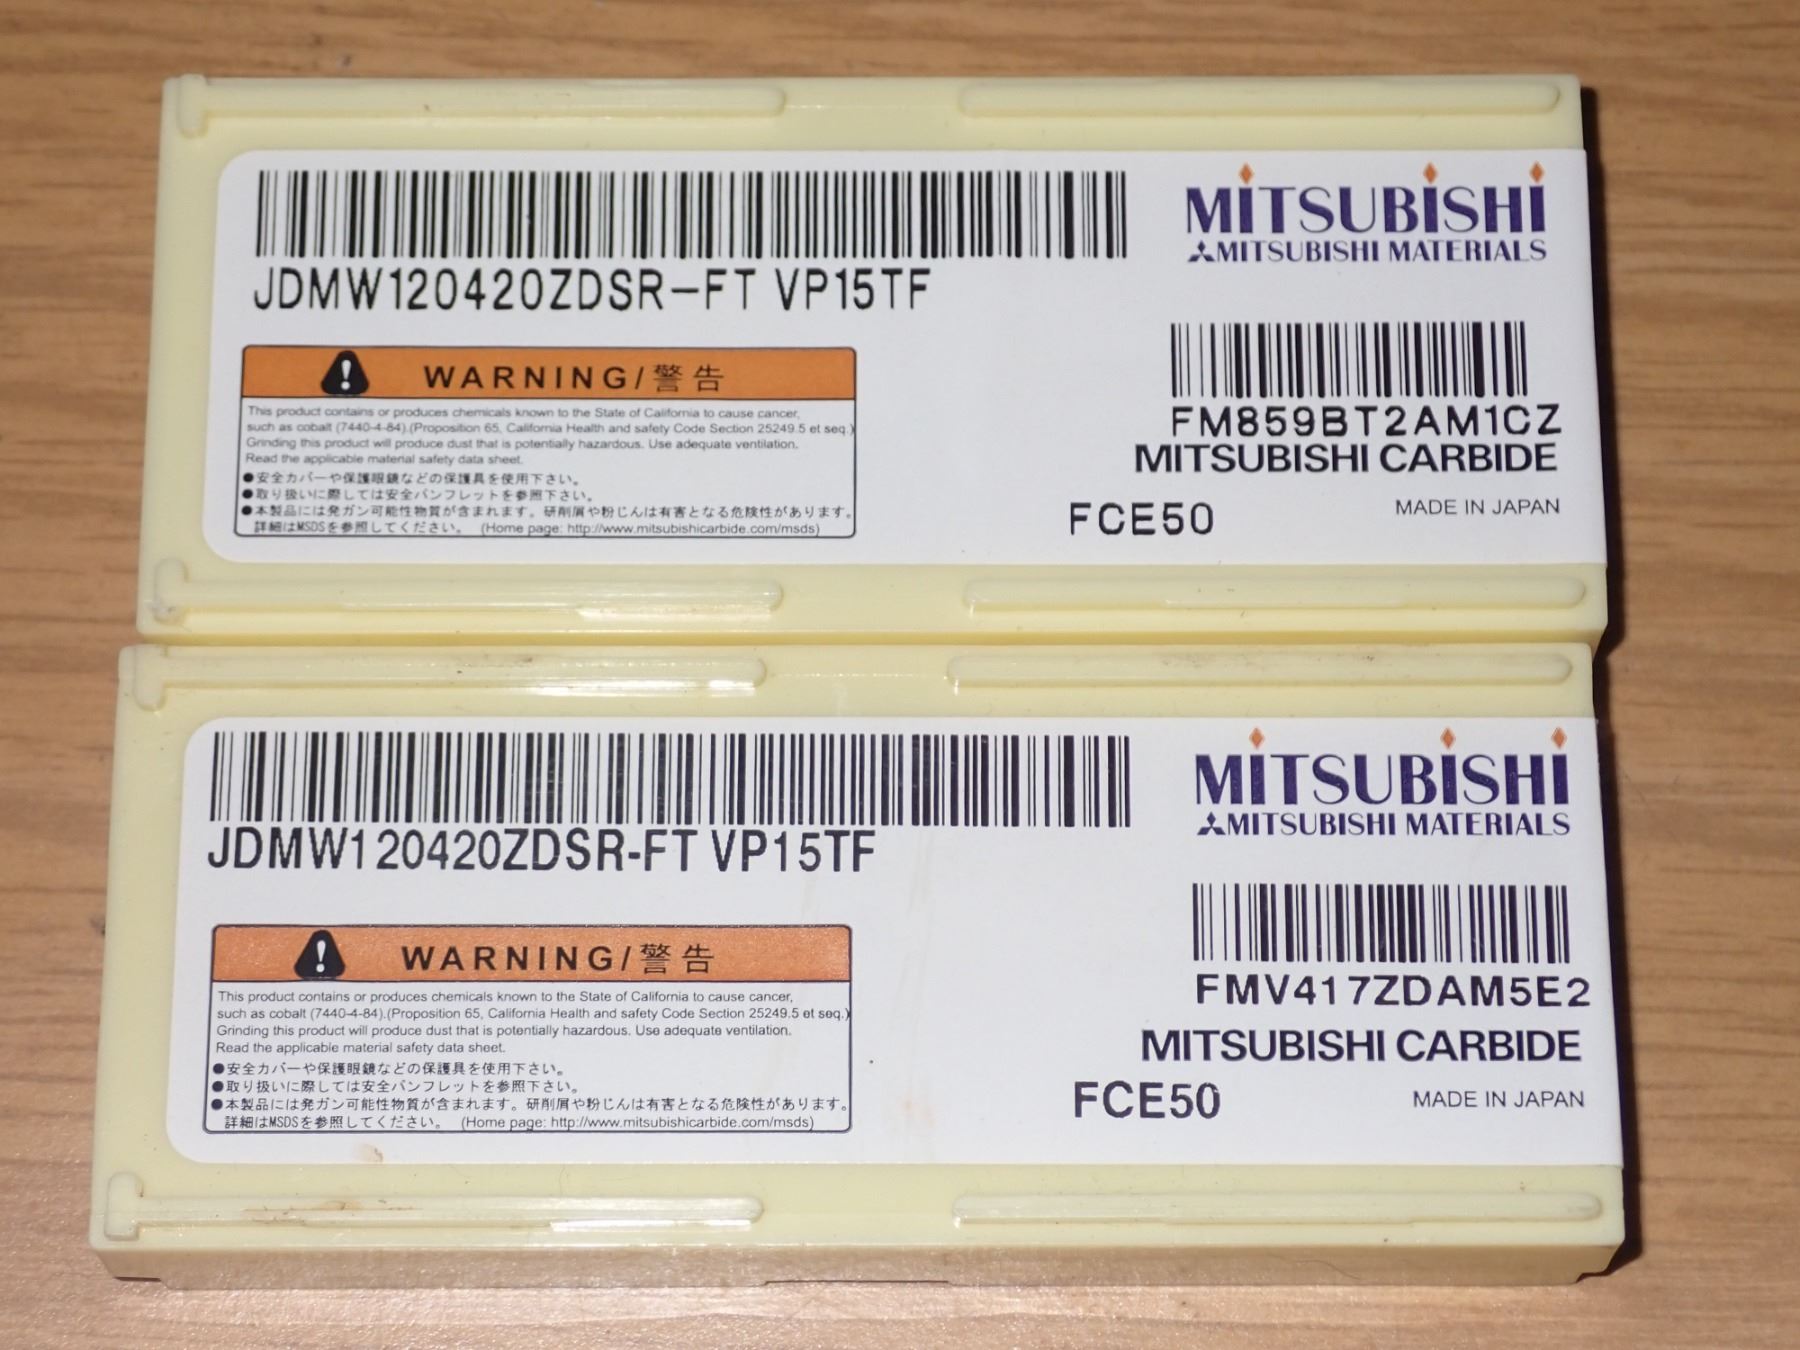 JDMW120420ZDSR-FT VP15TF
MITSUBISHI
MITSUBISHI MATERIALS
WARNING/警告
This product contains or produces chemicals known to the State of California to cause cancer,
such as cobalt (7440-4-84).(Proposition 65, California Health and safety Code Section 25249.5 et seq.)
Grinding this product will produce dust that is potentially hazardous. Use adequate ventilation.
Read the applicable material safety data sheet.
●安全カバーや保護眼鏡などの保護具を使用下さい。
●取り扱いに際しては安全パンフレットを参照下さい。
●本製品には発ガン可能性物質が含まれます。研削屑や粉じんは有害となる危険性があります。
詳細はMSDSを参照してください。 (Home page: http://www.mitsubishicarbide.com/msds)
FM859BT2AM1CZ
MITSUBISHI CARBIDE
FCE50
MADE IN JAPAN
JDMW120420ZDSR-FT VP15TF
MITSUBISHI
MITSUBISHI MATERIALS
WARNING/警告
This product contains or produces chemicals known to the State of California to cause cancer,
such as cobalt (7440-4-84).(Proposition 65, California Health and safety Code Section 25249.5 et seq.)
Grinding this product will produce dust that is potentially hazardous. Use adequate ventilation.
Read the applicable material safety data sheet.
●安全カバーや保護眼鏡などの保護具を使用下さい。
●取り扱いに際しては安全パンフレットを参照下さい。
●本製品には発ガン可能性物質が含まれます。研削屑や粉じんは有害となる危険性があります。
詳細はMSDSを参照してください。 (Home page: http://www.mitsubishicarbide.com/msds)
FMV417ZDAM5E2
MITSUBISHI CARBIDE
FCE50
MADE IN JAPAN